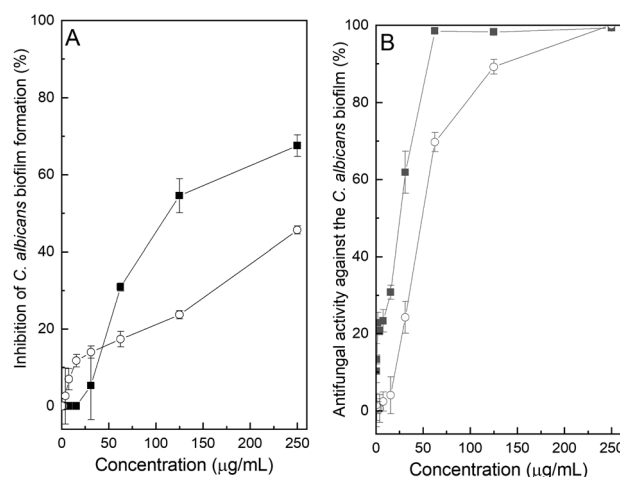 A
Inhibition of C. albicans biofilm formation (%)
100
80
60
40
20
0
0 50 100 150 200 250
Concentration (μg/mL)
B
Antifungal activity against the C. albicans biofilm (%)
100
80
60
40
20
0
0 50 100 150 200 250
Concentration (μg/mL)